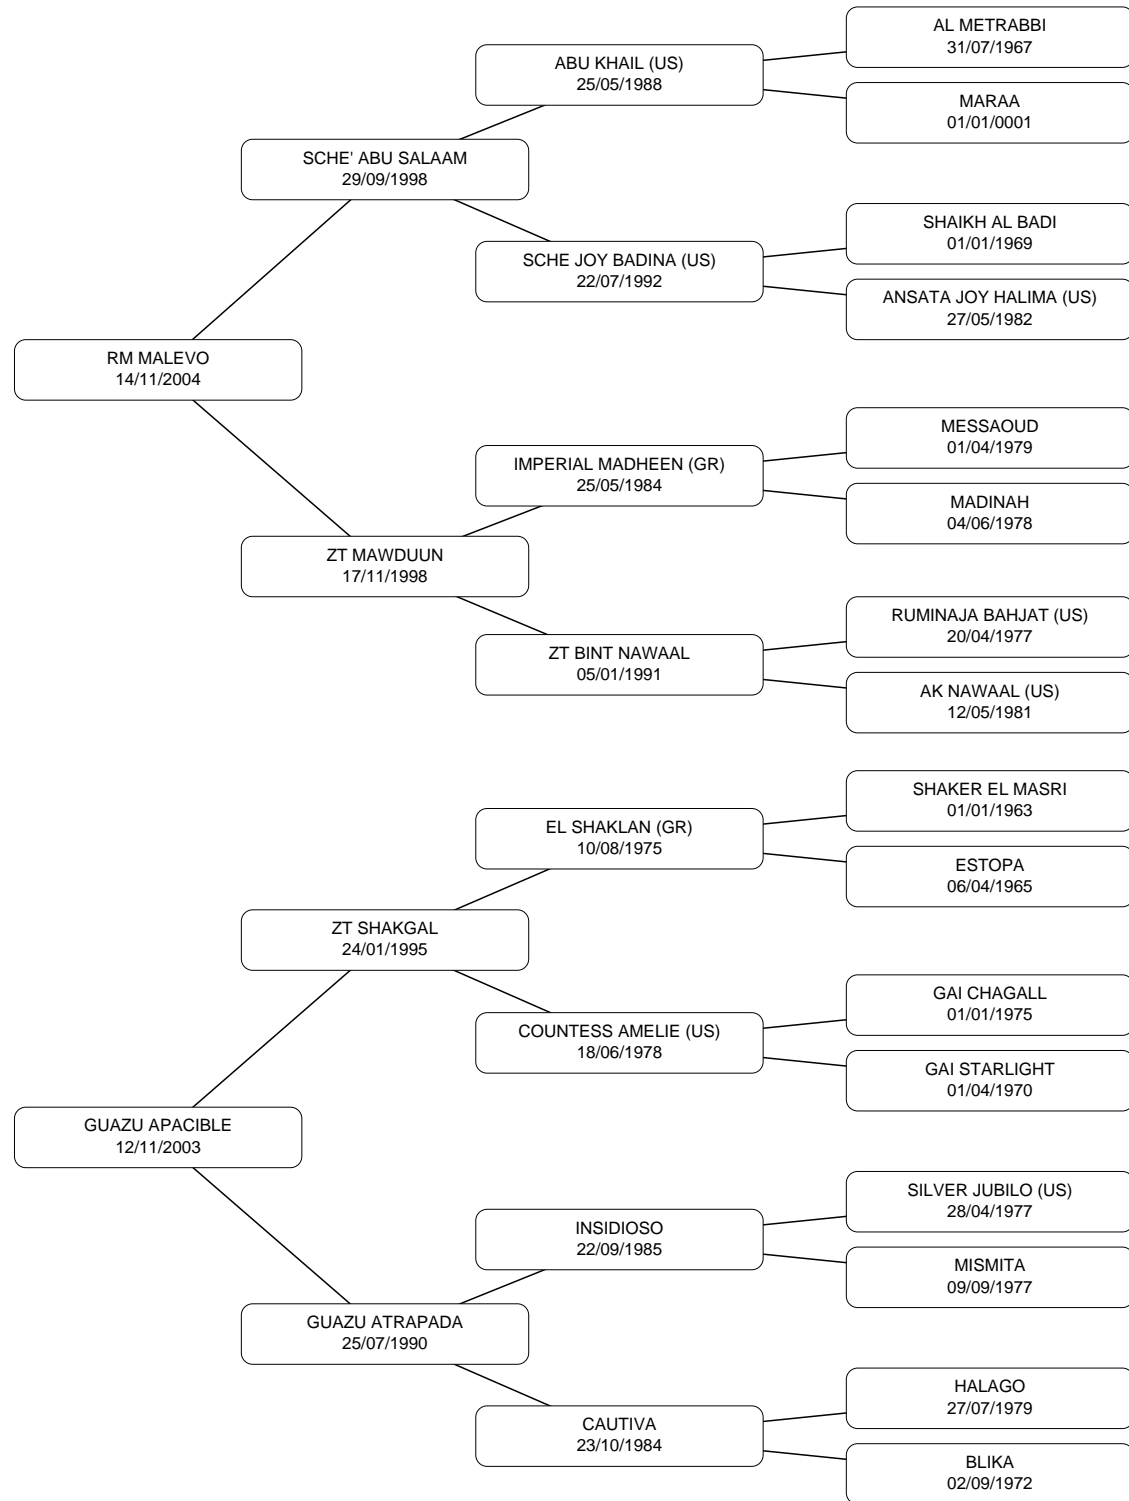 AL METRABBI
31/07/1967
ABU KHAIL (US)
25/05/1988
MARAA
01/01/0001
SCHE' ABU SALAAM
29/09/1998
SHAIKH AL BADI
01/01/1969
SCHE JOY BADINA (US)
22/07/1992
ANSATA JOY HALIMA (US)
27/05/1982
RM MALEVO
14/11/2004
MESSAOUD
01/04/1979
IMPERIAL MADHEEN (GR)
25/05/1984
MADINAH
04/06/1978
ZT MAWDUUN
17/11/1998
RUMINAJA BAHJAT (US)
20/04/1977
ZT BINT NAWAAL
05/01/1991
AK NAWAAL (US)
12/05/1981
SHAKER EL MASRI
01/01/1963
EL SHAKLAN (GR)
10/08/1975
ESTOPA
06/04/1965
ZT SHAKGAL
24/01/1995
GAI CHAGALL
01/01/1975
COUNTESS AMELIE (US)
18/06/1978
GAI STARLIGHT
01/04/1970
GUAZU APACIBLE
12/11/2003
SILVER JUBILO (US)
28/04/1977
INSIDIOSO
22/09/1985
MISMITA
09/09/1977
GUAZU ATRAPADA
25/07/1990
HALAGO
27/07/1979
CAUTIVA
23/10/1984
BLIKA
02/09/1972